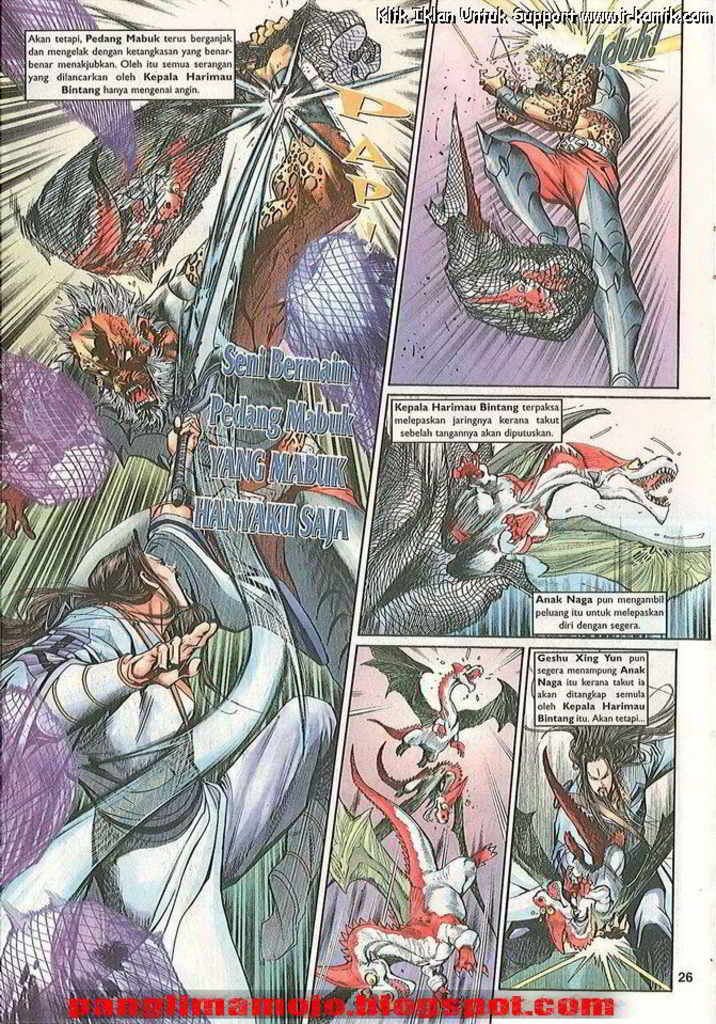 Klik Iklan Untuk Support www.ir-komik.com
Akan tetapi, Pedang Mabuk terus berganjak
dan mengelak dengan ketangkasan yang benar-
benar menakjubkan. Oleh itu semua serangan
yang dilancarkan oleh Kepala Harimau
Bintang hanya mengenai angin.
PAP!
Aduh!
Seni Bermain
Pedang Mabuk
YANG MABUK
HANYAKU SAJA
Kepala Harimau Bintang terpaksa
melepaskan jaringnya kerana takut
sebelah tangannya akan diputuskan.
Anak Naga pun mengambil
peluang itu untuk melepaskan
diri dengan segera.
Geshu Xing Yun pun
segera menampung Anak
Naga itu kerana takut ia
akan ditangkap semula
oleh Kepala Harimau
Bintang itu. Akan tetapi...
26
panglimamojo.blogspot.com